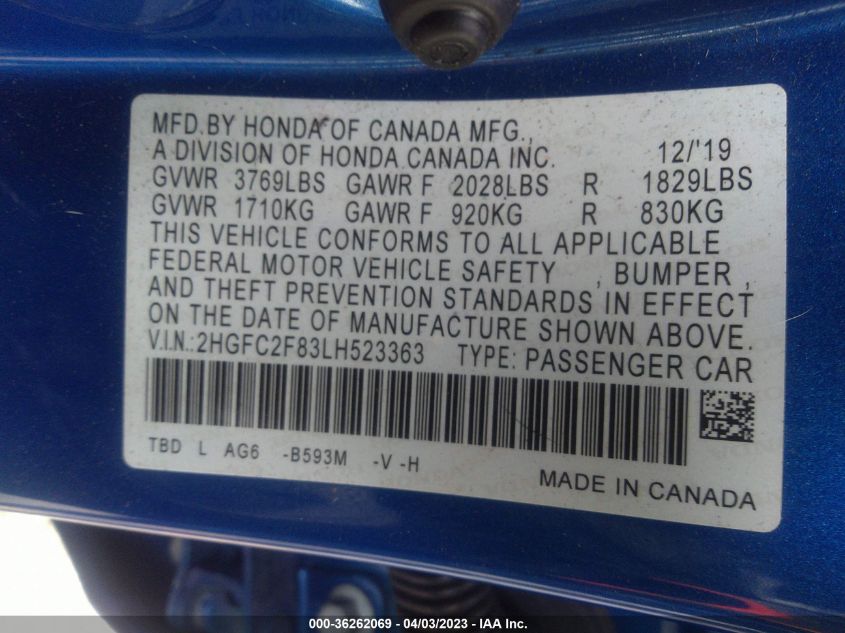 MFD.BY HONDA OF CANADA MFG.,
A DIVISION OF HONDA CANADA INC. 12/'19
GVWR 3769LBS GAWR F 2028LBS R 1829LBS
GVWR 1710KG GAWR F 920KG R 830KG
THIS VEHICLE CONFORMS TO ALL APPLICABLE
FEDERAL MOTOR VEHICLE SAFETY , BUMPER ,
AND THEFT PREVENTION STANDARDS IN EFFECT
ON THE DATE OF MANUFACTURE SHOWN ABOVE.
V.I.N.:2HGFC2F83LH523363 TYPE: PASSENGER CAR
TBD L AG6 -B593M -V -H
MADE IN CANADA
000-36262069 - 04/03/2023 - IAA Inc.